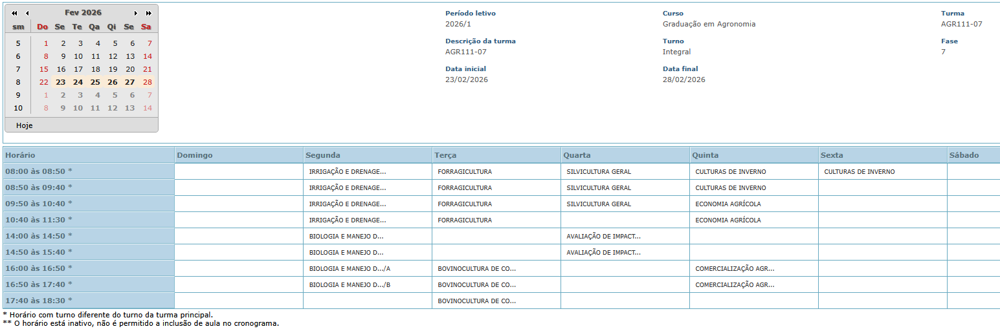 Fev 2026
sm Do Se Te Qa Qi Se Sa
5 1 2 3 4 5 6 7
6 8 9 10 11 12 13 14
7 15 16 17 18 19 20 21
8 22 23 24 25 26 27 28
9 1 2 3 4 5 6 7
10 8 9 10 11 12 13 14
Hoje
Período letivo Curso Turma
2026/1 Graduação em Agronomia AGR111-07
Descrição da turma Turno Fase
AGR111-07 Integral 7
Data inicial Data final
23/02/2026 28/02/2026
Horário Domingo Segunda Terça Quarta Quinta Sexta Sábado
08:00 às 08:50 * IRRIGAÇÃO E DRENAGE... FORRAGICULTURA SILVICULTURA GERAL CULTURAS DE INVERNO CULTURAS DE INVERNO
08:50 às 09:40 * IRRIGAÇÃO E DRENAGE... FORRAGICULTURA SILVICULTURA GERAL CULTURAS DE INVERNO
09:50 às 10:40 * IRRIGAÇÃO E DRENAGE... FORRAGICULTURA SILVICULTURA GERAL ECONOMIA AGRÍCOLA
10:40 às 11:30 * IRRIGAÇÃO E DRENAGE... FORRAGICULTURA ECONOMIA AGRÍCOLA
14:00 às 14:50 * BIOLOGIA E MANEJO D... AVALIAÇÃO DE IMPACT...
14:50 às 15:40 * BIOLOGIA E MANEJO D... AVALIAÇÃO DE IMPACT...
16:00 às 16:50 * BIOLOGIA E MANEJO D.../A BOVINOCULTURA DE CO... COMERCIALIZAÇÃO AGR...
16:50 às 17:40 * BIOLOGIA E MANEJO D.../B BOVINOCULTURA DE CO... COMERCIALIZAÇÃO AGR...
17:40 às 18:30 * BOVINOCULTURA DE CO...
* Horário com turno diferente do turno da turma principal.
** O horário está inativo, não é permitido a inclusão de aula no cronograma.